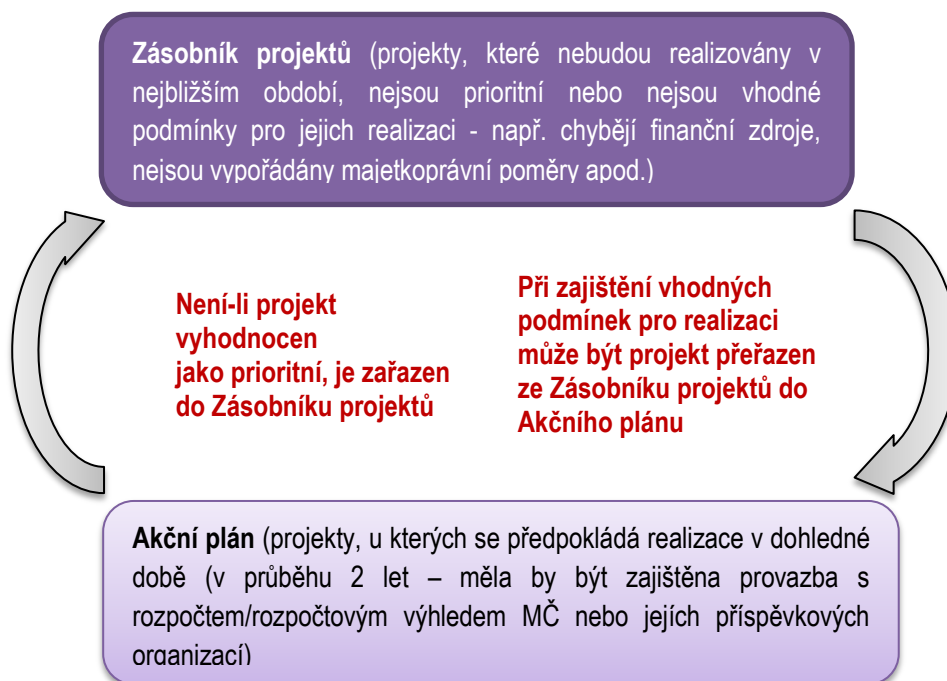 Zásobník projektů (projekty, které nebudou realizovány v
nejbližším období, nejsou prioritní nebo nejsou vhodné
podmínky pro jejich realizaci - např. chybějí finanční zdroje,
nejsou vypořádány majetkoprávní poměry apod.)
Není-li projekt
vyhodnocen
jako prioritní, je zařazen
do Zásobníku projektů
Při zajištění vhodných
podmínek pro realizaci
může být projekt přeřazen
ze Zásobníku projektů do
Akčního plánu
Akční plán (projekty, u kterých se předpokládá realizace v dohledné
době (v průběhu 2 let – měla by být zajištěna provazba s
rozpočtem/rozpočtovým výhledem MČ nebo jejích příspěvkových
organizací)